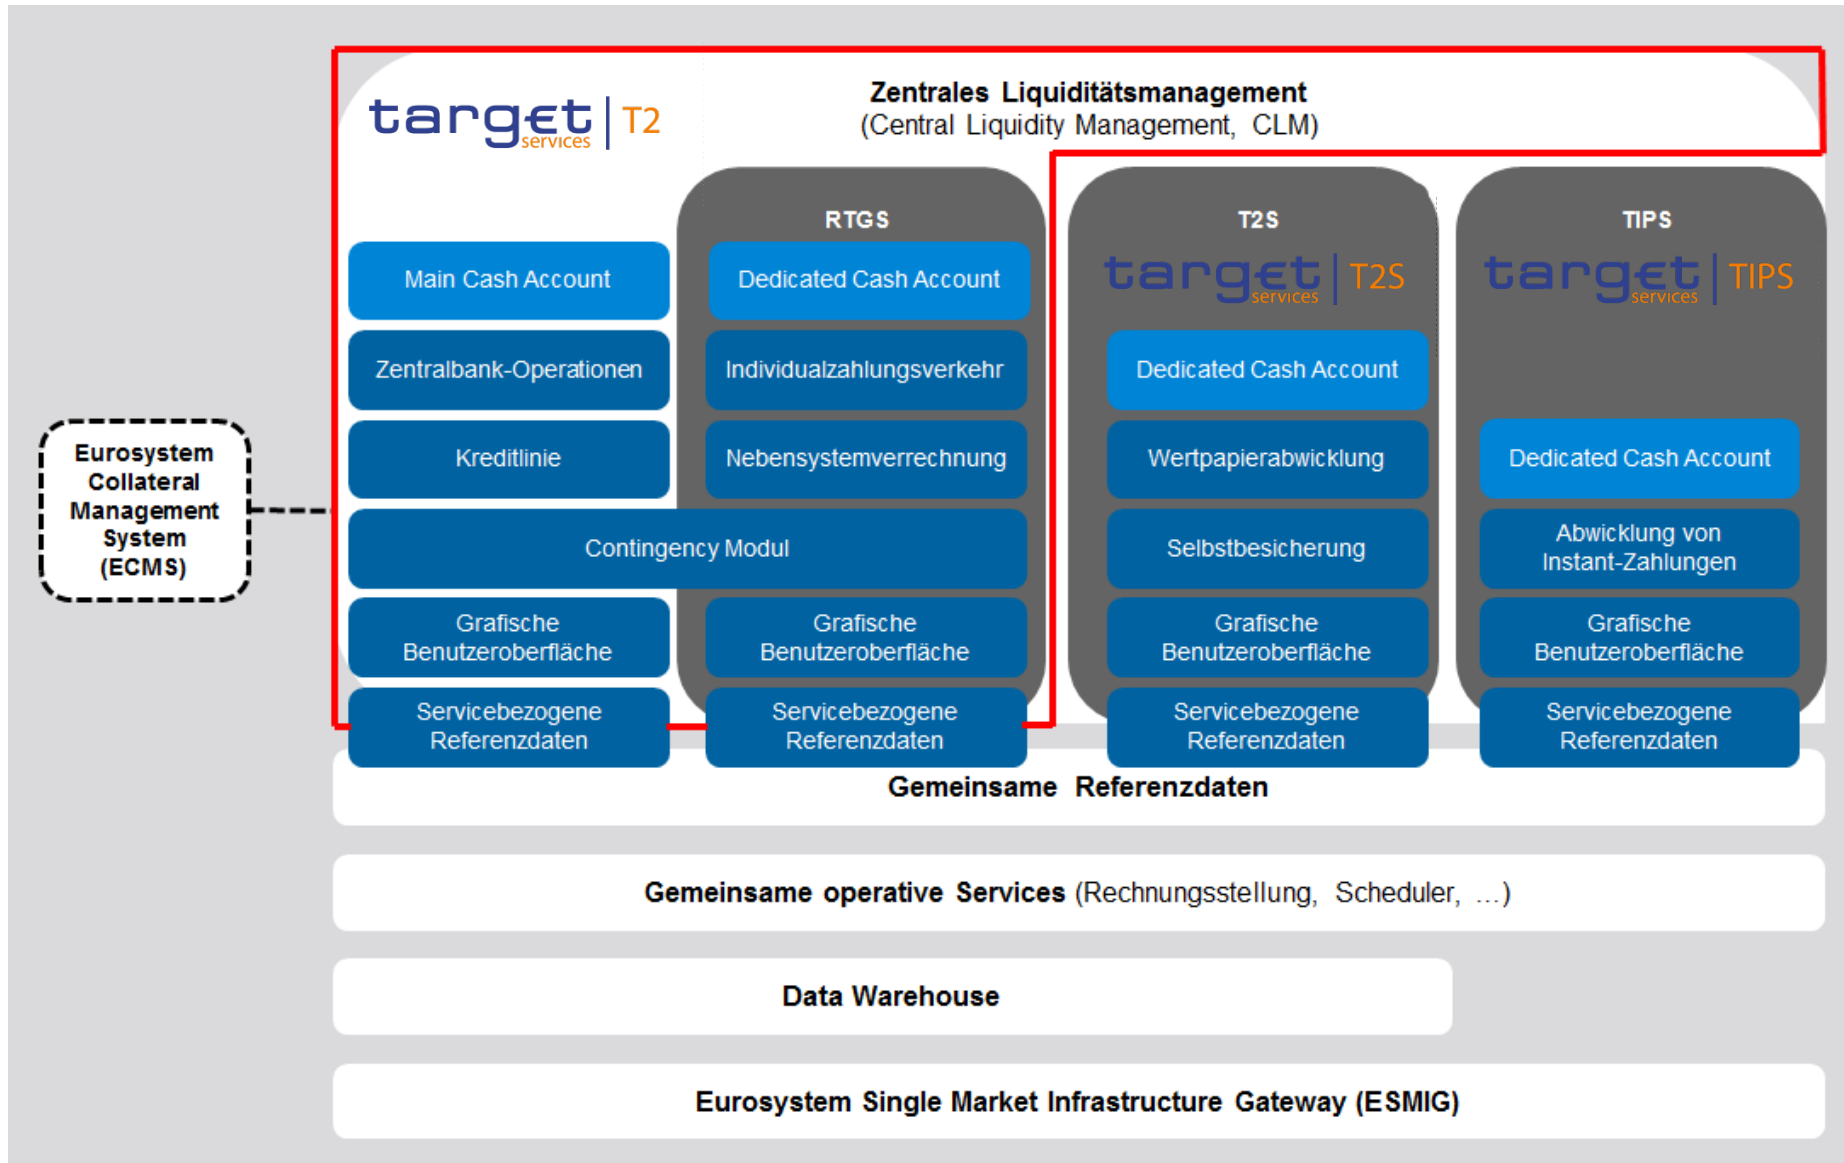 Zentrales Liquiditätsmanagement
(Central Liquidity Management, CLM)
target services | T2
RTGS
T2S
TIPS
target services | T2S
target services | TIPS
Main Cash Account
Dedicated Cash Account
Zentralbank-Operationen
Individualzahlungsverkehr
Dedicated Cash Account
Eurosystem
Collateral
Management
System
(ECMS)
Kreditlinie
Nebensystemverrechnung
Wertpapierabwicklung
Dedicated Cash Account
Contingency Modul
Selbstbesicherung
Abwicklung von
Instant-Zahlungen
Grafische
Benutzeroberfläche
Grafische
Benutzeroberfläche
Grafische
Benutzeroberfläche
Grafische
Benutzeroberfläche
Servicebezogene
Referenzdaten
Servicebezogene
Referenzdaten
Servicebezogene
Referenzdaten
Servicebezogene
Referenzdaten
Gemeinsame Referenzdaten
Gemeinsame operative Services (Rechnungsstellung, Scheduler, ...)
Data Warehouse
Eurosystem Single Market Infrastructure Gateway (ESMIG)